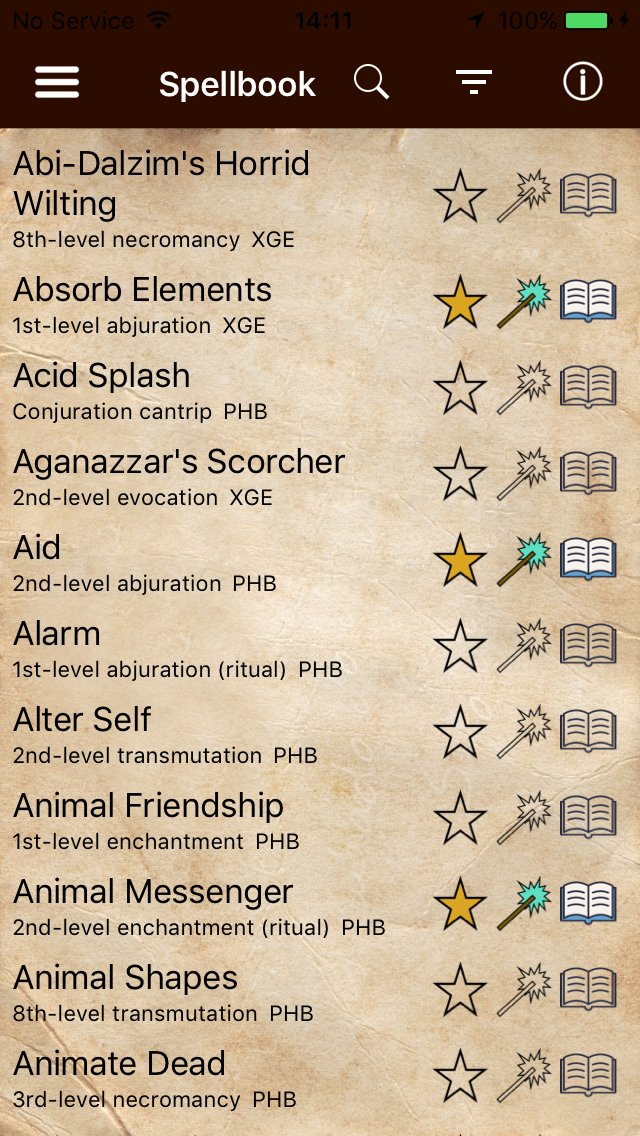 No Service 14:11 100%
Spellbook
Abi-Dalzim's Horrid
Wilting
8th-level necromancy XGE
Absorb Elements
1st-level abjuration XGE
Acid Splash
Conjuration cantrip PHB
Aganazzar's Scorcher
2nd-level evocation XGE
Aid
2nd-level abjuration PHB
Alarm
1st-level abjuration (ritual) PHB
Alter Self
2nd-level transmutation PHB
Animal Friendship
1st-level enchantment PHB
Animal Messenger
2nd-level enchantment (ritual) PHB
Animal Shapes
8th-level transmutation PHB
Animate Dead
3rd-level necromancy PHB